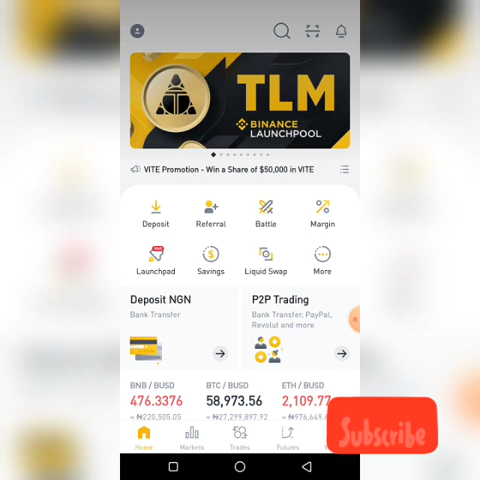 TLM
BINANCE
LAUNCHPOOL
VITE Promotion - Win a Share of $50,000 in VITE
Deposit
Referral
Battle
Margin
Launchpad
Savings
Liquid Swap
More
Deposit NGN
Bank Transfer
P2P Trading
Bank Transfer, PayPal,
Revolut and more
BNB / BUSD
BTC / BUSD
ETH / BUSD
476.3376
58,973.56
2,109.77
≈ ₦220,505.05
≈ ₦27,299,897.92
≈ ₦976,649.
Subscribe
Home
Markets
Trades
Futures